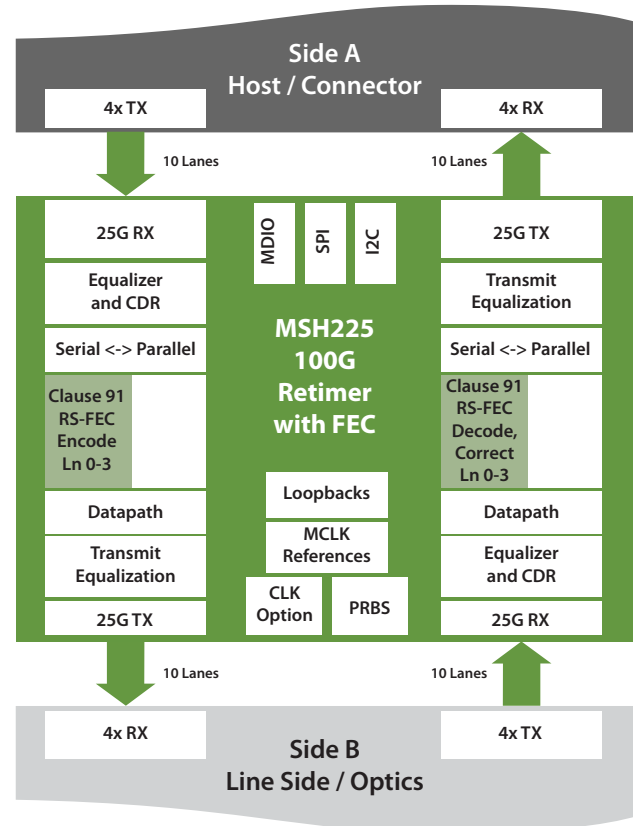 Side A
Host / Connector
4x TX
4x RX
10 Lanes
10 Lanes
25G RX
Equalizer
and CDR
Serial <-> Parallel
Clause 91
RS-FEC
Encode
Ln 0-3
Datapath
Transmit
Equalization
25G TX
MDIO
SPI
I2C
MSH225
100G
Retimer
with FEC
Loopbacks
MCLK
References
CLK
Option
PRBS
25G TX
Transmit
Equalization
Serial <-> Parallel
Clause 91
RS-FEC
Decode,
Correct
Ln 0-3
Datapath
Equalizer
and CDR
25G RX
10 Lanes
10 Lanes
4x RX
4x TX
Side B
Line Side / Optics